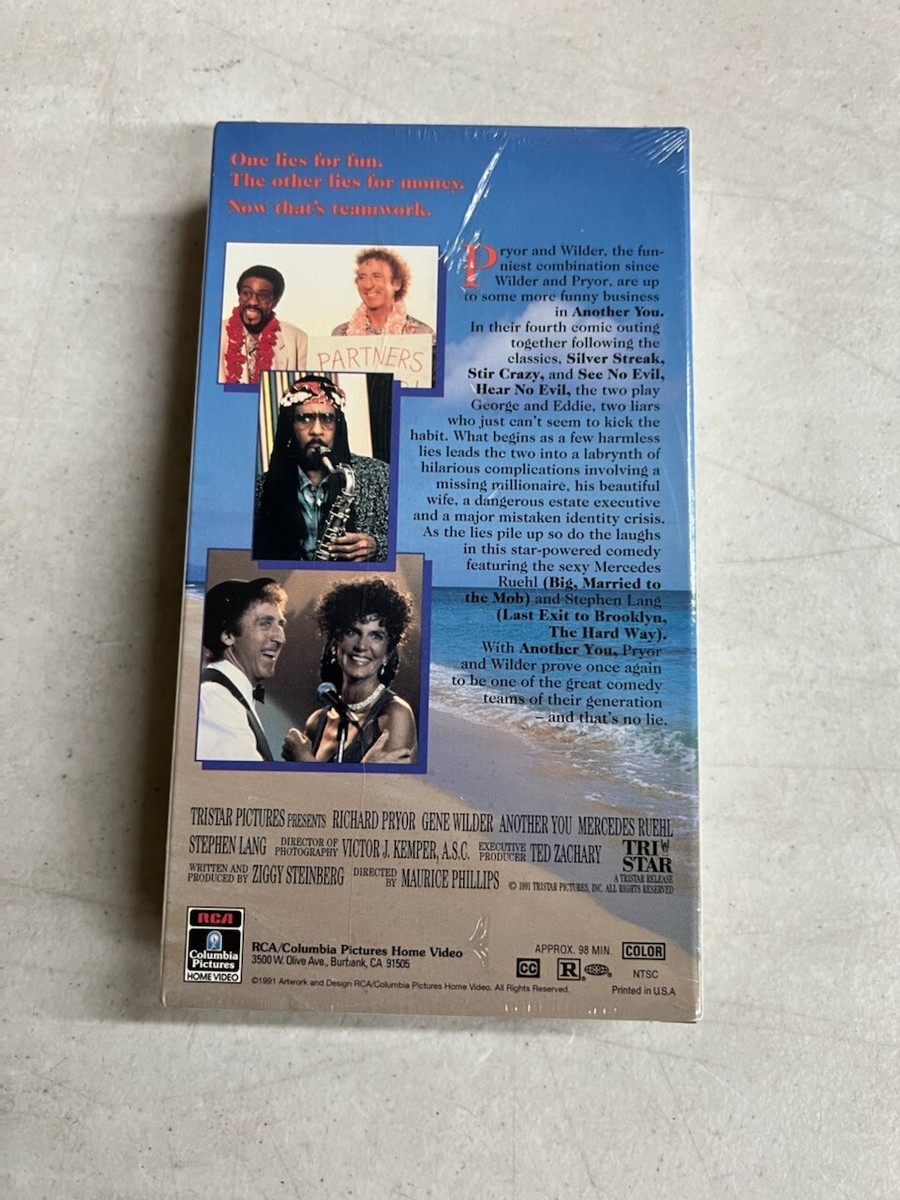 One lies for fun.
The other lies for money.
Now that's teamwork.
PARTNERS
Pryor and Wilder, the fun-
niest combination since
Wilder and Pryor, are up
to some more funny business
in Another You.
In their fourth comic outing
together following the
classics, Silver Streak,
Stir Crazy, and See No Evil,
Hear No Evil, the two play
George and Eddie, two liars
who just can't seem to kick the
habit. What begins as a few harmless
lies leads the two into a labrynth of
hilarious complications involving a
missing millionaire, his beautiful
wife, a dangerous estate executive
and a major mistaken identity crisis.
As the lies pile up so do the laughs
in this star-powered comedy
featuring the sexy Mercedes
Ruehl (Big, Married to
the Mob) and Stephen Lang
(Last Exit to Brooklyn,
The Hard Way).
With Another You, Pryor
and Wilder prove once again
to be one of the great comedy
teams of their generation
– and that's no lie.
TRISTAR PICTURES PRESENTS RICHARD PRYOR GENE WILDER ANOTHER YOU MERCEDES RUEHL
STEPHEN LANG DIRECTOR OF PHOTOGRAPHY VICTOR J. KEMPER, A.S.C. EXECUTIVE PRODUCER TED ZACHARY
WRITTEN AND PRODUCED BY ZIGGY STEINBERG DIRECTED BY MAURICE PHILLIPS © 1991 TRISTAR PICTURES, INC. ALL RIGHTS RESERVED
TRI
STAR
A TRISTAR RELEASE
RCA
Columbia
Pictures
HOME VIDEO
RCA/Columbia Pictures Home Video
3500 W. Olive Ave., Burbank, CA 91505
©1991 Artwork and Design RCA/Columbia Pictures Home Video. All Rights Reserved.
APPROX. 98 MIN.
COLOR
CC
R
NTSC
Printed in U.S.A